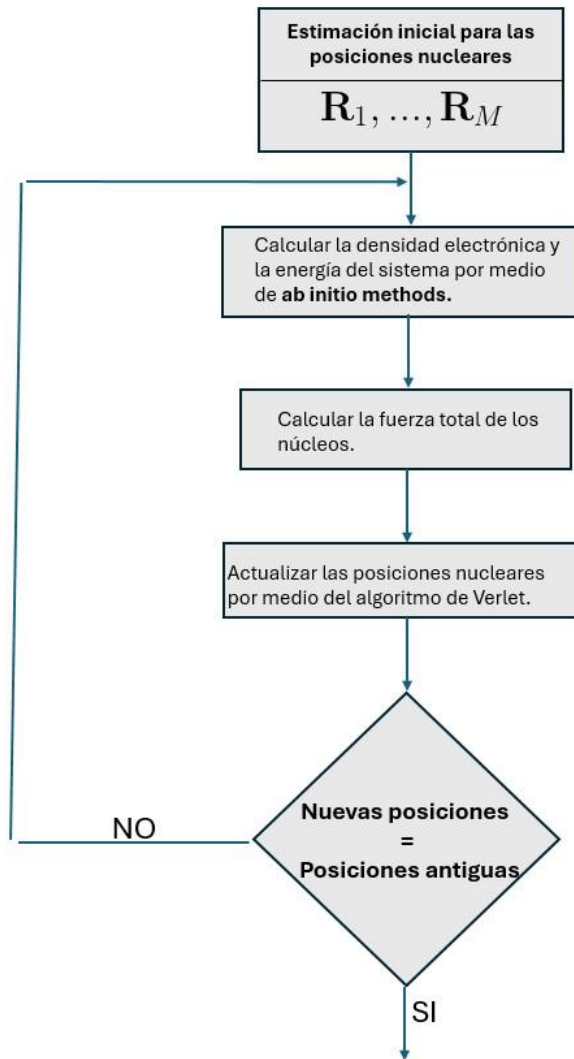 Estimación inicial para las
posiciones nucleares
R₁, ..., R_M
Calcular la densidad electrónica y
la energía del sistema por medio
de ab initio methods.
Calcular la fuerza total de los
núcleos.
Actualizar las posiciones nucleares
por medio del algoritmo de Verlet.
Nuevas posiciones
=
Posiciones antiguas
NO
SI